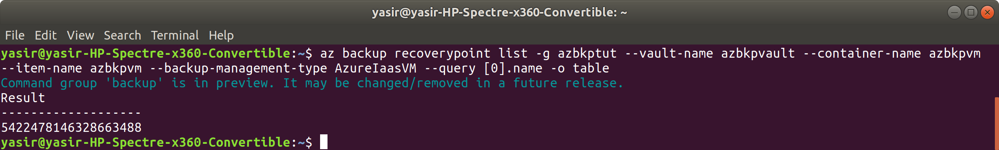 yasir@yasir-HP-Spectre-x360-Convertible: ~
File Edit View Search Terminal Help
yasir@yasir-HP-Spectre-x360-Convertible:~$ az backup recoverypoint list -g azbkptut --vault-name azbkpvault --container-name azbkpvm
--item-name azbkpvm --backup-management-type AzureIaasVM --query [0].name -o table
Command group 'backup' is in preview. It may be changed/removed in a future release.
Result
-------------------
5422478146328663488
yasir@yasir-HP-Spectre-x360-Convertible:~$